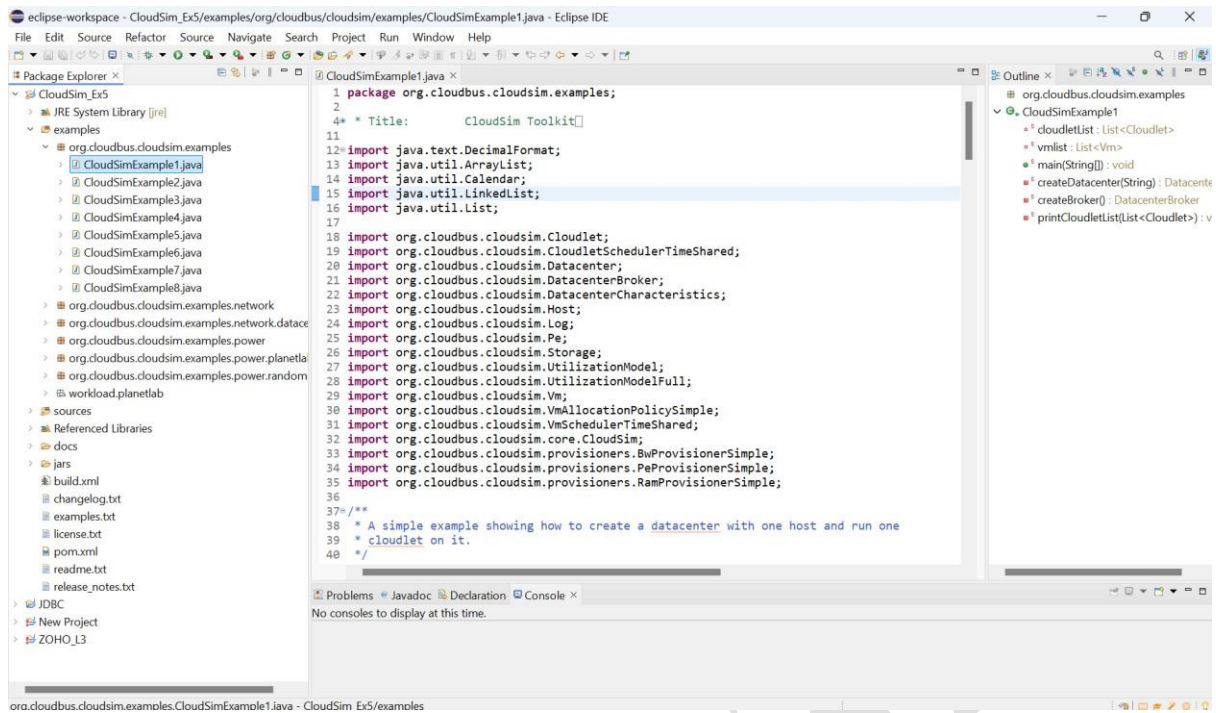 eclipse-workspace - CloudSim_Ex5/examples/org/cloudbus/cloudsim/examples/CloudSimExample1.java - Eclipse IDE
File Edit Source Refactor Source Navigate Search Project Run Window Help
Package Explorer
CloudSim_Ex5
JRE System Library [jre]
examples
org.cloudbus.cloudsim.examples
CloudSimExample1.java
CloudSimExample2.java
CloudSimExample3.java
CloudSimExample4.java
CloudSimExample5.java
CloudSimExample6.java
CloudSimExample7.java
CloudSimExample8.java
org.cloudbus.cloudsim.examples.network
org.cloudbus.cloudsim.examples.network.datace
org.cloudbus.cloudsim.examples.power
org.cloudbus.cloudsim.examples.power.planetla
org.cloudbus.cloudsim.examples.power.random
workload.planetlab
sources
Referenced Libraries
docs
jars
build.xml
changelog.txt
examples.txt
license.txt
pom.xml
readme.txt
release_notes.txt
JDBC
New Project
ZOHO_L3
CloudSimExample1.java
1 package org.cloudbus.cloudsim.examples;
2
4 * Title: CloudSim Toolkit
11
12 import java.text.DecimalFormat;
13 import java.util.ArrayList;
14 import java.util.Calendar;
15 import java.util.LinkedList;
16 import java.util.List;
17
18 import org.cloudbus.cloudsim.Cloudlet;
19 import org.cloudbus.cloudsim.CloudletSchedulerTimeShared;
20 import org.cloudbus.cloudsim.Datacenter;
21 import org.cloudbus.cloudsim.DatacenterBroker;
22 import org.cloudbus.cloudsim.DatacenterCharacteristics;
23 import org.cloudbus.cloudsim.Host;
24 import org.cloudbus.cloudsim.Log;
25 import org.cloudbus.cloudsim.Pe;
26 import org.cloudbus.cloudsim.Storage;
27 import org.cloudbus.cloudsim.UtilizationModel;
28 import org.cloudbus.cloudsim.UtilizationModelFull;
29 import org.cloudbus.cloudsim.Vm;
30 import org.cloudbus.cloudsim.VmAllocationPolicySimple;
31 import org.cloudbus.cloudsim.VmSchedulerTimeShared;
32 import org.cloudbus.cloudsim.core.CloudSim;
33 import org.cloudbus.cloudsim.provisioners.BwProvisionerSimple;
34 import org.cloudbus.cloudsim.provisioners.PeProvisionerSimple;
35 import org.cloudbus.cloudsim.provisioners.RamProvisionerSimple;
36
37 /**
38 * A simple example showing how to create a datacenter with one host and run one
39 * cloudlet on it.
40 */
Outline
org.cloudbus.cloudsim.examples
CloudSimExample1
cloudletList : List<Cloudlet>
vmlist : List<Vm>
main(String[]) : void
createDatacenter(String) : Datacente
createBroker() : DatacenterBroker
printCloudletList(List<Cloudlet>) : v
Problems Javadoc Declaration Console
No consoles to display at this time.
org.cloudbus.cloudsim.examples.CloudSimExample1.java - CloudSim_Ex5/examples